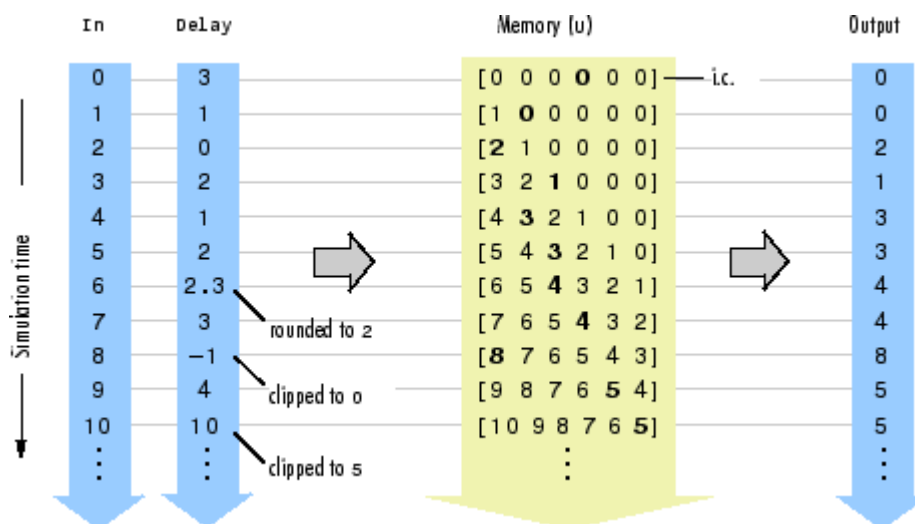 In Delay Memory (u) Output
0 3 [0 0 0 0 0 0] i.c. 0
1 1 [1 0 0 0 0 0] 0
2 0 [2 1 0 0 0 0] 2
3 2 [3 2 1 0 0 0] 1
4 1 [4 3 2 1 0 0] 3
5 2 [5 4 3 2 1 0] 3
6 2.3 [6 5 4 3 2 1] 4
rounded to 2
7 3 [7 6 5 4 3 2] 4
8 −1 [8 7 6 5 4 3] 8
clipped to 0
9 4 [9 8 7 6 5 4] 5
10 10 [10 9 8 7 6 5] 5
clipped to 5
Simulation time